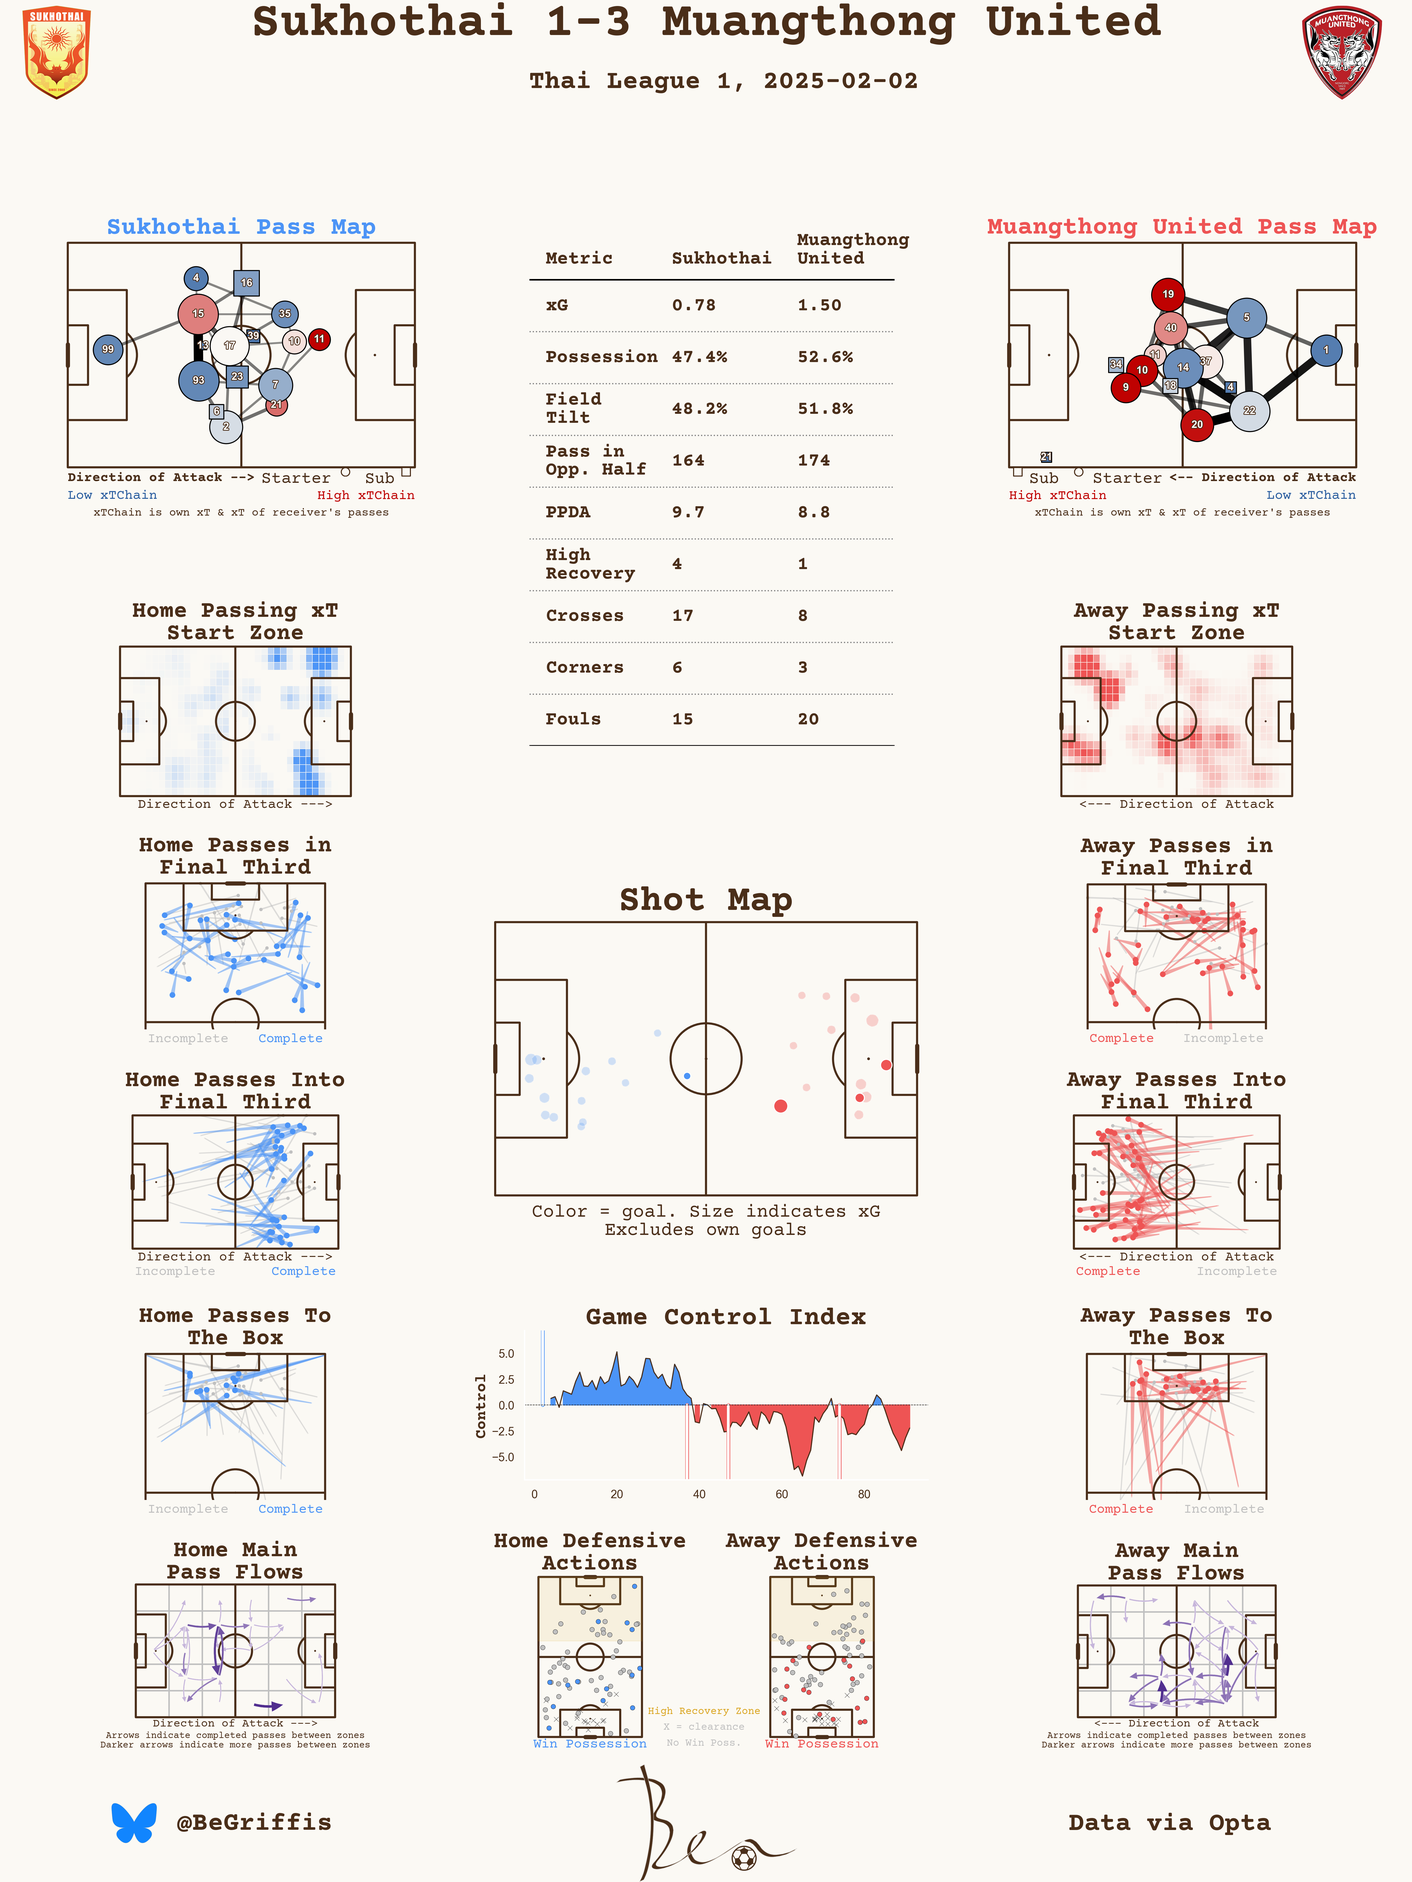 Sukhothai 1-3 Muangthong United
Thai League 1, 2025-02-02
SUKHOTHAI
MUANGTHONG
UNITED
Sukhothai Pass Map
4
16
15
35
13
17
39
10
11
99
93
23
7
6
21
2
Direction of Attack --> Starter Sub
Low xTChain High xTChain
xTChain is own xT & xT of receiver's passes
Metric Sukhothai Muangthong United
xG 0.78 1.50
Possession 47.4% 52.6%
Field Tilt 48.2% 51.8%
Pass in Opp. Half 164 174
PPDA 9.7 8.8
High Recovery 4 1
Crosses 17 8
Corners 6 3
Fouls 15 20
Muangthong United Pass Map
19
5
40
11
37
1
34
10
14
9
18
4
22
20
21
Sub Starter <-- Direction of Attack
High xTChain Low xTChain
xTChain is own xT & xT of receiver's passes
Home Passing xT
Start Zone
Direction of Attack --->
Away Passing xT
Start Zone
<--- Direction of Attack
Home Passes in
Final Third
Incomplete Complete
Away Passes in
Final Third
Complete Incomplete
Shot Map
Color = goal. Size indicates xG
Excludes own goals
Home Passes Into
Final Third
Direction of Attack --->
Incomplete Complete
Away Passes Into
Final Third
<--- Direction of Attack
Complete Incomplete
Home Passes To
The Box
Incomplete Complete
Game Control Index
Control
5.0
2.5
0.0
−2.5
−5.0
0 20 40 60 80
Away Passes To
The Box
Complete Incomplete
Home Main
Pass Flows
Direction of Attack --->
Arrows indicate completed passes between zones
Darker arrows indicate more passes between zones
Home Defensive
Actions
Win Possession
Away Defensive
Actions
Win Possession
High Recovery Zone
X = clearance
No Win Poss.
Away Main
Pass Flows
<--- Direction of Attack
Arrows indicate completed passes between zones
Darker arrows indicate more passes between zones
@BeGriffis
Ben
Data via Opta